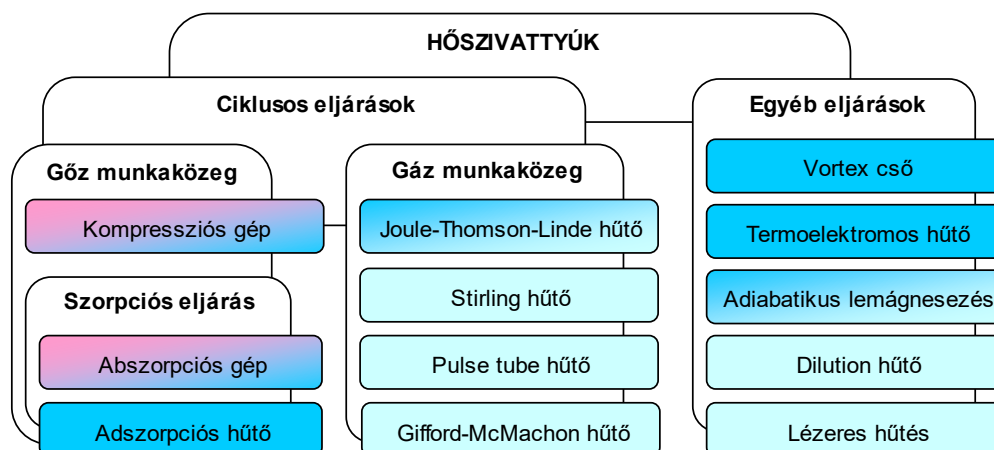 HŐSZIVATTYÚK
Ciklusos eljárások
Gőz munkaközeg
Kompressziós gép
Szorpciós eljárás
Abszorpciós gép
Adszorpciós hűtő
Gáz munkaközeg
Joule-Thomson-Linde hűtő
Stirling hűtő
Pulse tube hűtő
Gifford-McMachon hűtő
Egyéb eljárások
Vortex cső
Termoelektromos hűtő
Adiabatikus lemágnesezés
Dilution hűtő
Lézeres hűtés